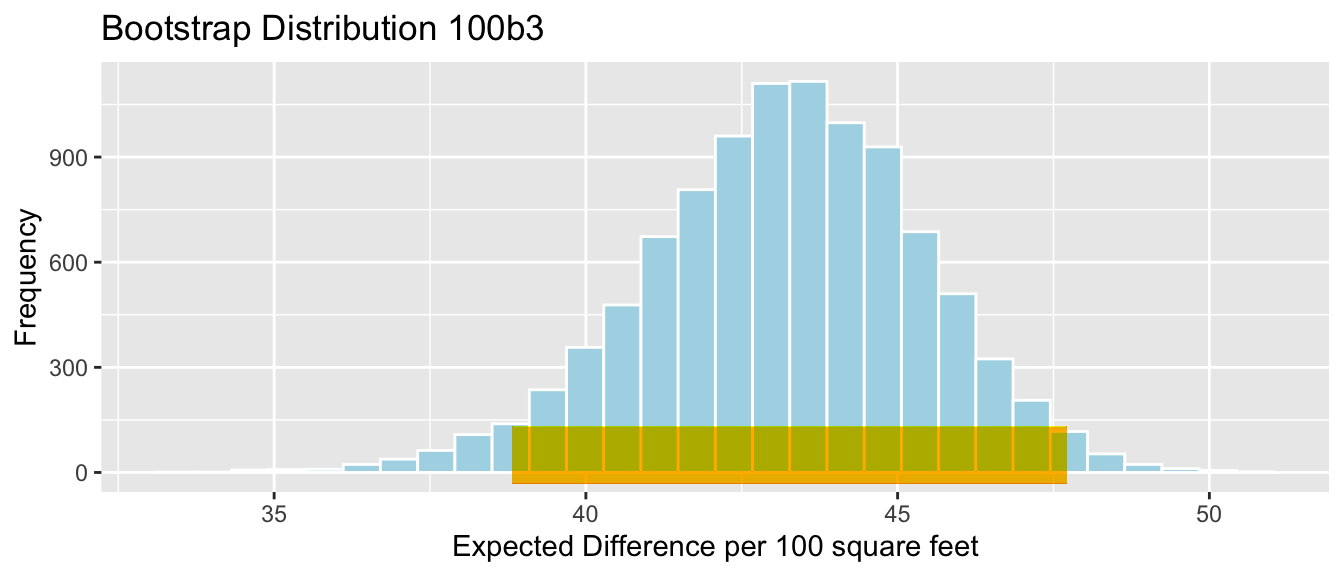 Bootstrap Distribution 100b3
Frequency
900
600
300
0
35 40 45 50
Expected Difference per 100 square feet